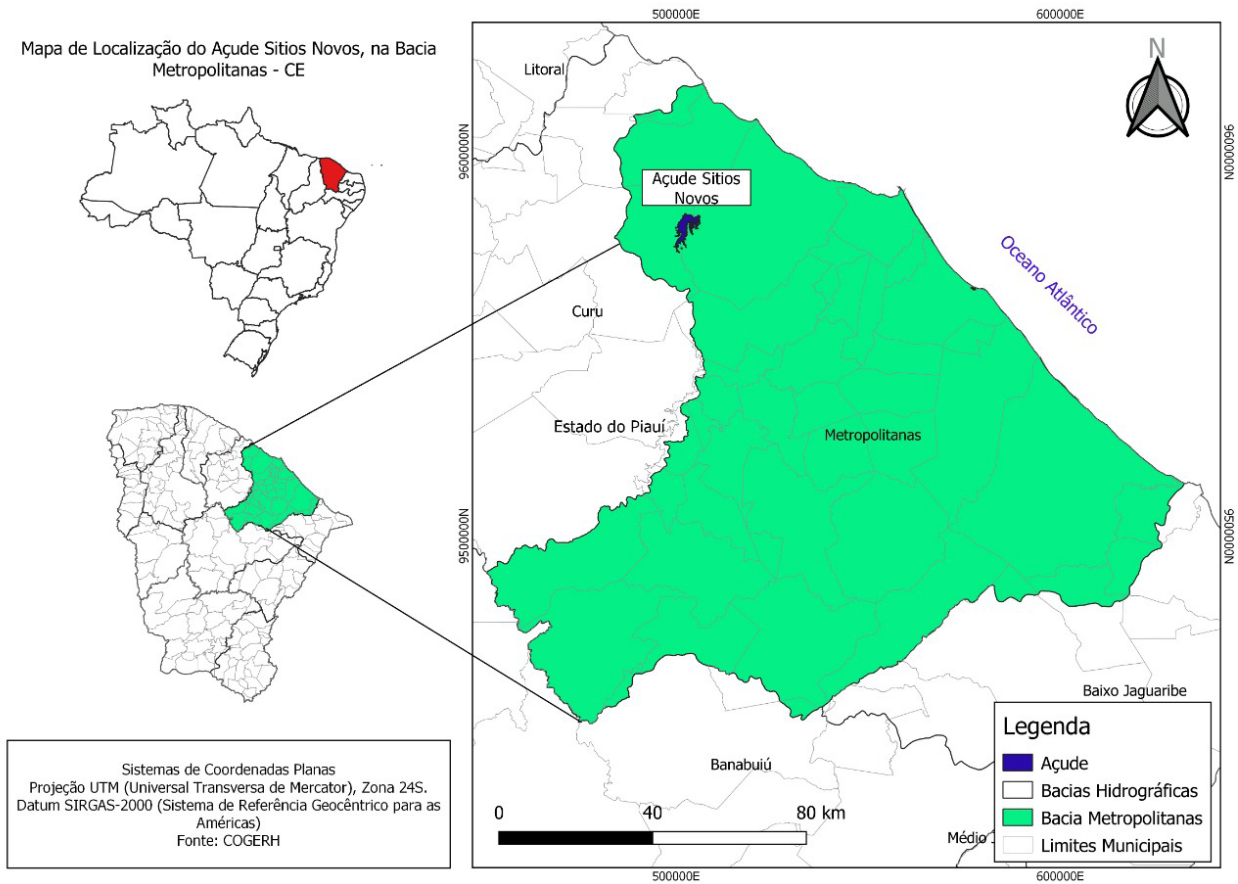 Mapa de Localização do Açude Sitios Novos, na Bacia
Metropolitanas - CE
500000E
600000E
Litoral
N
9600000N
9600000N
Açude Sitios
Novos
Oceano Atlântico
Curu
Estado do Piauí
Metropolitanas
9500000N
9500000N
Baixo Jaguaribe
Banabuiú
Médio J
Legenda
Açude
Bacias Hidrográficas
Bacia Metropolitanas
Limites Municipais
0
40
80 km
500000E
600000E
Sistemas de Coordenadas Planas
Projeção UTM (Universal Transversa de Mercator), Zona 24S.
Datum SIRGAS-2000 (Sistema de Referência Geocêntrico para as
Américas)
Fonte: COGERH